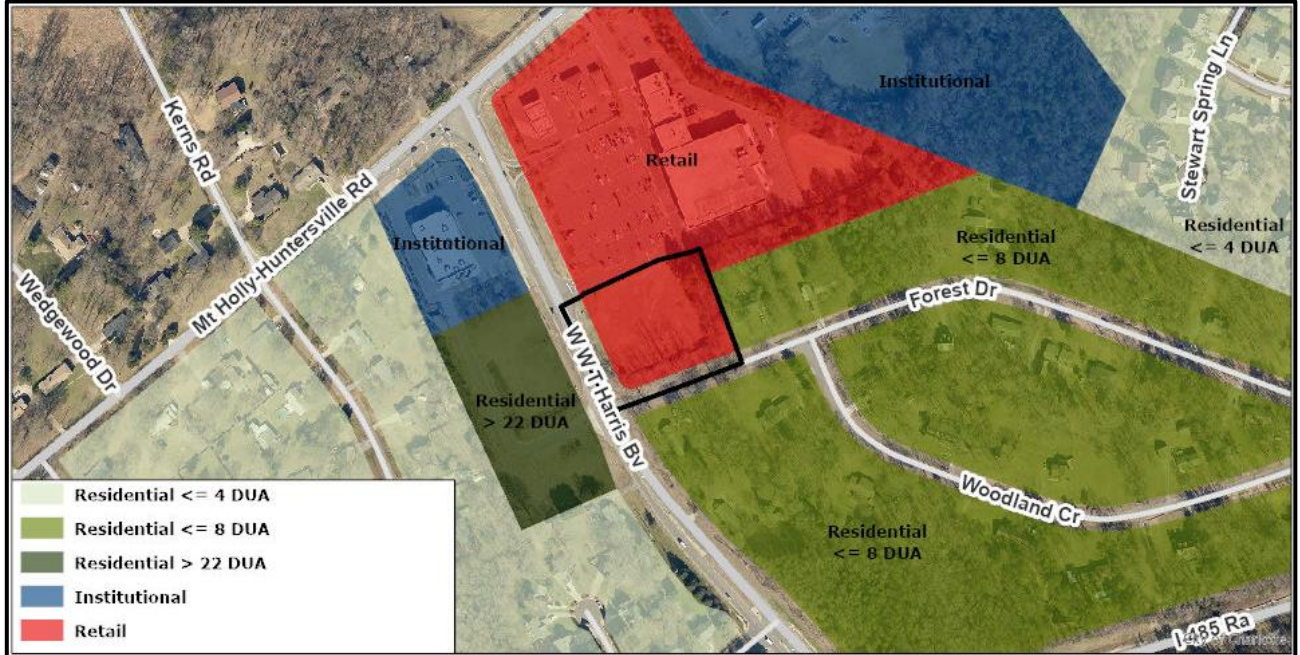 Institutional
Stewart Spring Ln
Kerns Rd
Retail
Mt Holly-Huntersville Rd
Residential
<= 4 DUA
Residential
<= 8 DUA
Institutional
Forest Dr
Wedgewood Dr
W W T Harris Bv
Residential
> 22 DUA
Woodland Cr
Residential
<= 8 DUA
Residential <= 4 DUA
Residential <= 8 DUA
Residential > 22 DUA
Institutional
Retail
I-485 Ra